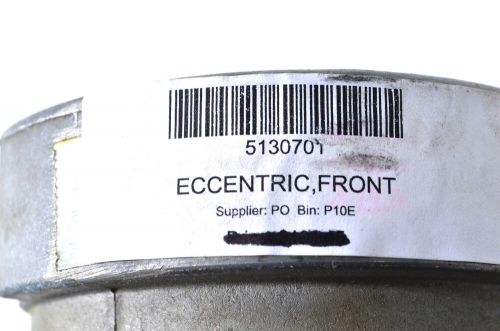 5130701
ECCENTRIC,FRONT
Supplier: PO Bin: P10E